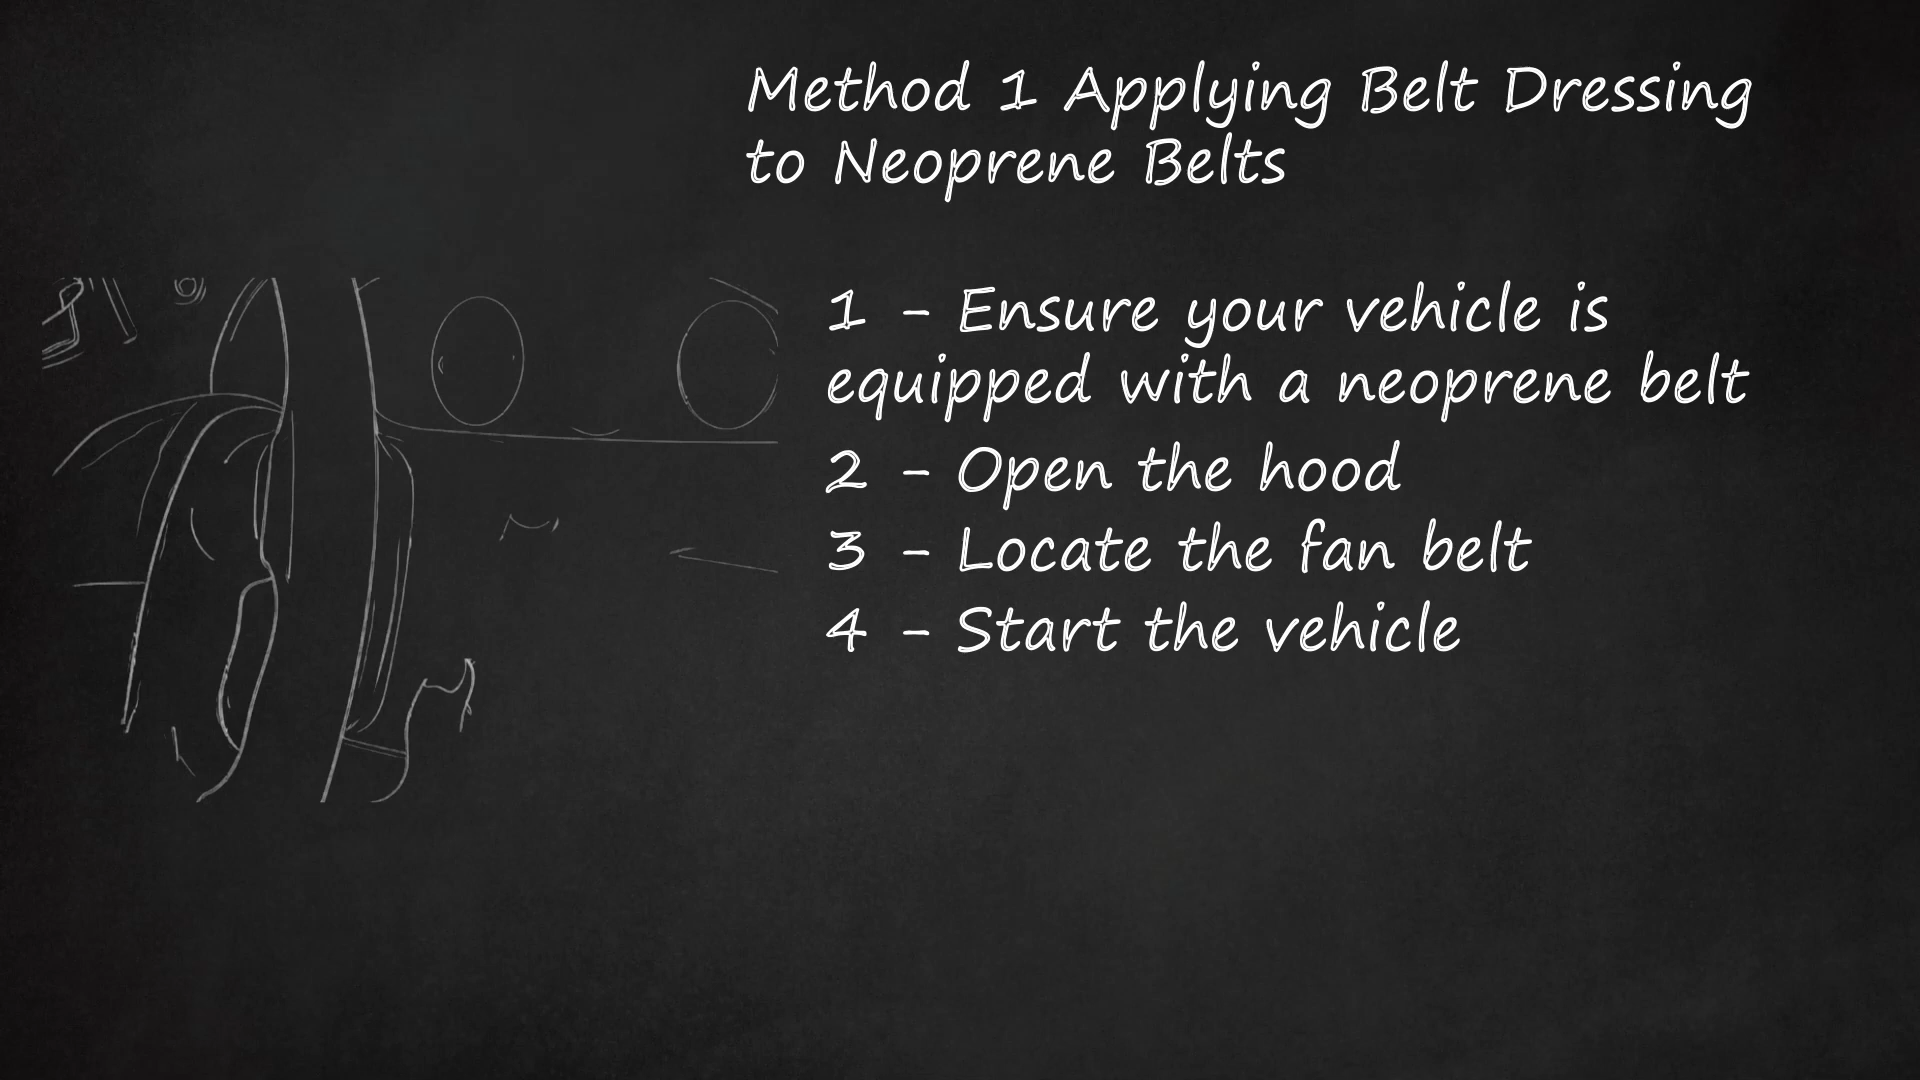 Method 1 Applying Belt Dressing
to Neoprene Belts
1 - Ensure your vehicle is
equipped with a neoprene belt
2 - Open the hood
3 - Locate the fan belt
4 - Start the vehicle